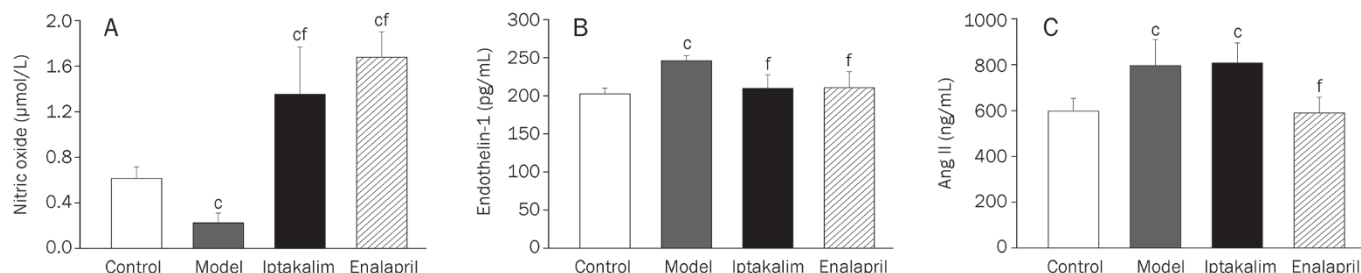 A
Nitric oxide (µmol/L)
2.0
1.6
1.2
0.8
0.4
0.0
cf
cf
c
Control Model Iptakalim Enalapril
B
Endothelin-1 (pg/mL)
300
250
200
150
100
50
0
c
f
f
Control Model Iptakalim Enalapril
C
Ang II (ng/mL)
1000
800
600
400
200
0
c
c
f
Control Model Iptakalim Enalapril